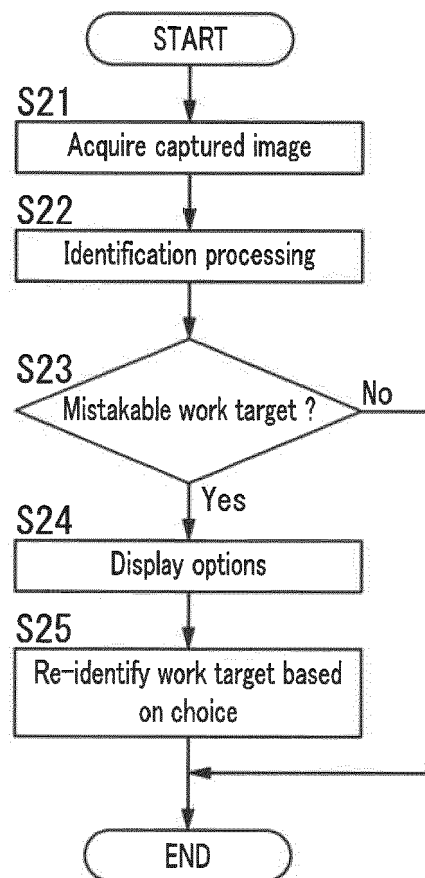 START
S21
Acquire captured image
S22
Identification processing
S23
Mistakable work target ?
No
Yes
S24
Display options
S25
Re-identify work target based
on choice
END